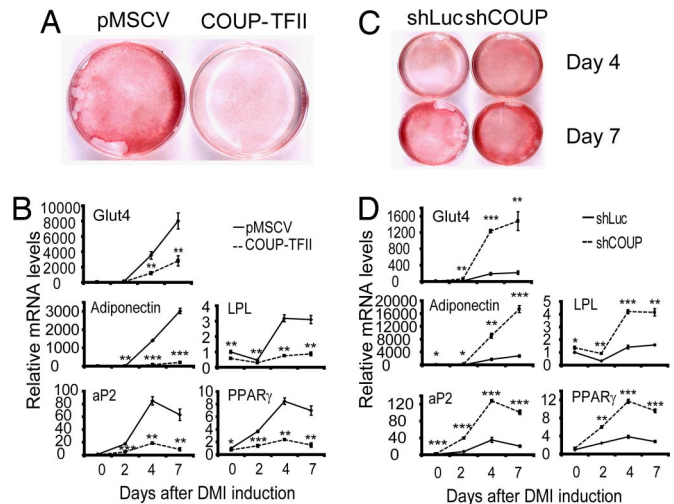 A
pMSCV COUP-TFII
C
shLuc shCOUP
Day 4
Day 7
B
Relative mRNA levels
10000
8000
6000
4000
2000
0
Glut4
pMSCV
COUP-TFII
** **
3000
2000
1000
0
Adiponectin
** *** ***
4
3
2
1
0
LPL
** ** ** **
100
80
60
40
20
0
aP2
*** ** **
10
8
6
4
2
0
PPARγ
* *** ** **
0 2 4 7 0 2 4 7
Days after DMI induction
D
Relative mRNA levels
1600
1200
800
400
0
Glut4
shLuc
shCOUP
** *** **
20000
16000
12000
8000
4000
0
Adiponectin
* * ** ***
5
4
3
2
1
0
LPL
* ** *** **
120
80
40
0
aP2
*** *** *** ***
12
8
4
0
PPARγ
** *** ***
0 2 4 7 0 2 4 7
Days after DMI induction